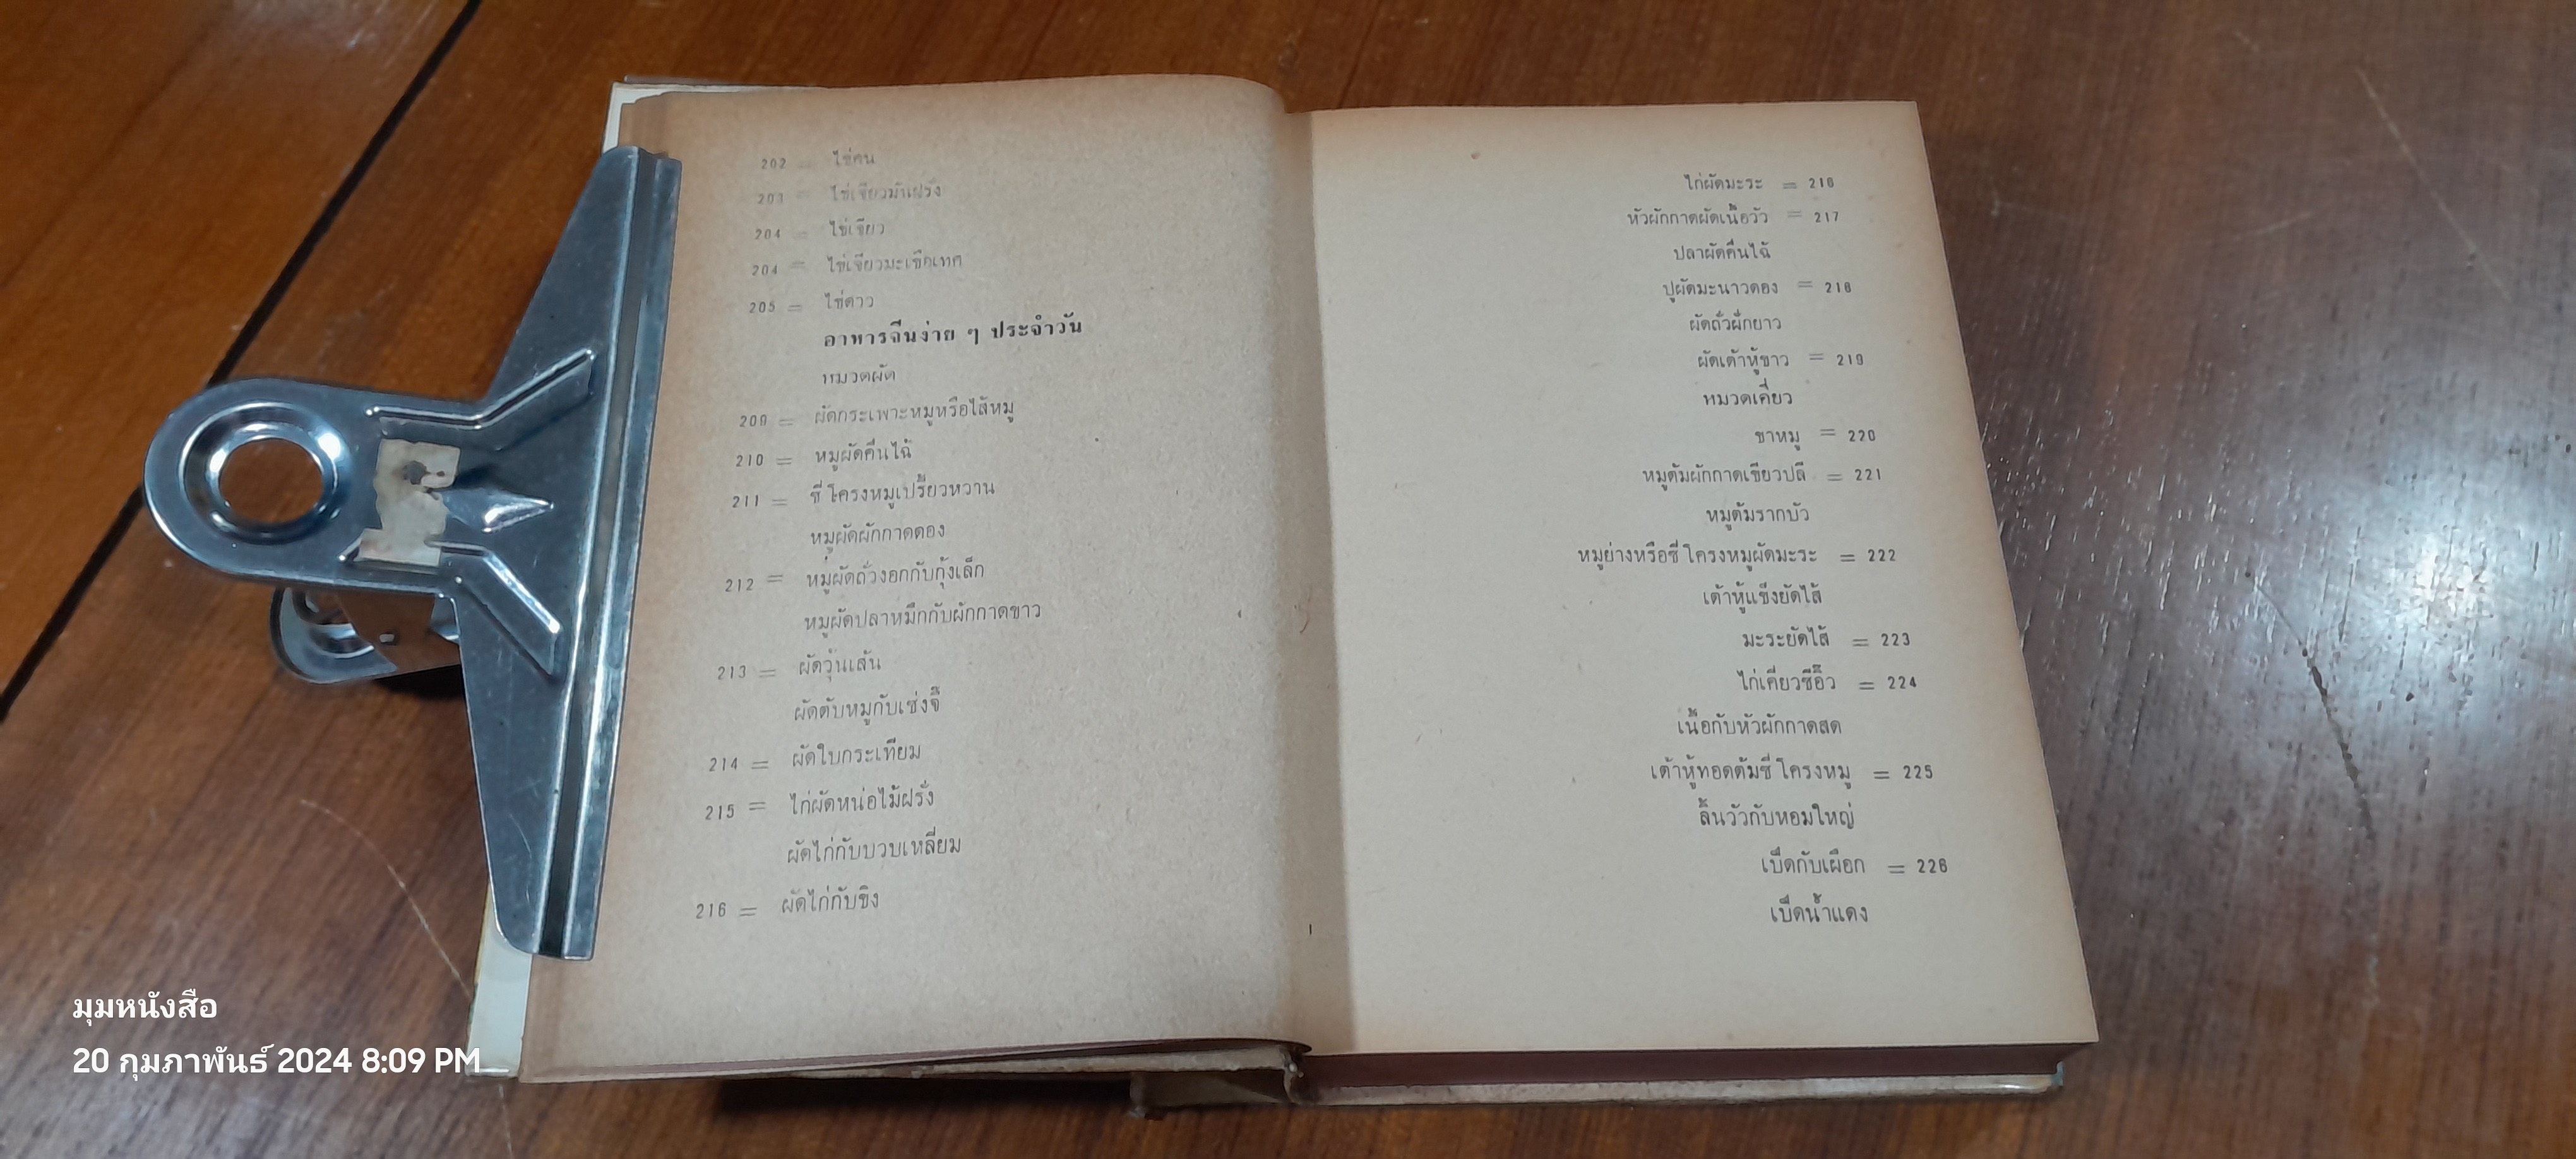 202 = ไข่คน
203 = ไข่เจียวมันฝรั่ง
204 = ไข่เจียว
204 = ไข่เจียวมะเขือเทศ
205 = ไข่ดาว
อาหารจีนง่าย ๆ ประจำวัน
หมวดผัด
209 = ผัดกระเพาะหมูหรือไส้หมู
210 = หมูผัดคื่นไฉ่
211 = ซี่โครงหมูเปรี้ยวหวาน
หมูผัดผักกาดดอง
212 = หมูผัดถั่วงอกกับกุ้งเล็ก
หมูผัดปลาหมึกกับผักกาดขาว
213 = ผัดวุ้นเส้น
ผัดตับหมูกับเซ่งจี๊
214 = ผัดใบกระเทียม
215 = ไก่ผัดหน่อไม้ฝรั่ง
ผัดไก่กับบวบเหลี่ยม
216 = ผัดไก่กับขิง
ไก่ผัดมะระ = 216
หัวผักกาดผัดเนื้อวัว = 217
ปลาผัดคื่นไฉ่
ปูผัดมะนาวดอง = 218
ผัดถั่วฝักยาว
ผัดเต้าหู้ขาว = 219
หมวดเคี่ยว
ขาหมู = 220
หมูต้มผักกาดเขียวปลี = 221
หมูต้มรากบัว
หมูย่างหรือซี่โครงหมูผัดมะระ = 222
เต้าหู้แข็งยัดไส้
มะระยัดไส้ = 223
ไก่เคี่ยวซีอิ๊ว = 224
เนื้อกับหัวผักกาดสด
เต้าหู้ทอดต้มซี่โครงหมู = 225
ลิ้นวัวกับหอมใหญ่
เป็ดกับเผือก = 226
เป็ดน้ำแดง
มุมหนังสือ
20 กุมภาพันธ์ 2024 8:09 PM